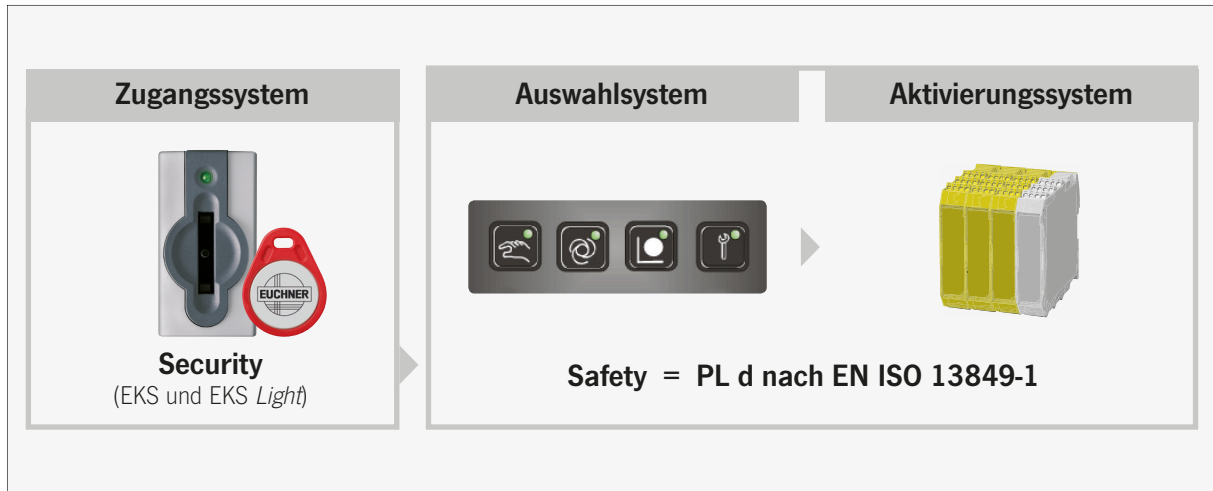 Zugangssystem
Auswahlsystem
Aktivierungssystem
EUCHNER
Security
(EKS und EKS Light)
Safety = PL d nach EN ISO 13849-1